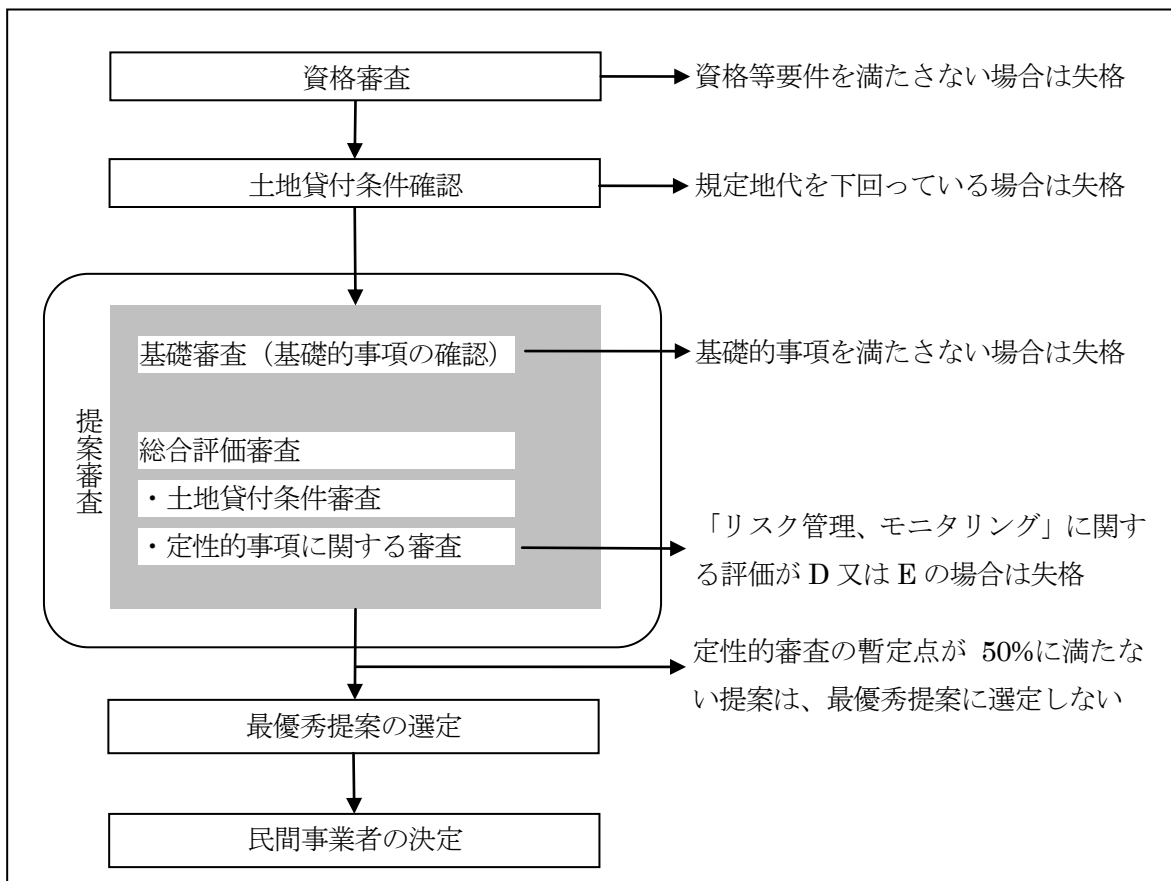 資格審査
資格等要件を満たさない場合は失格
土地貸付条件確認
規定地代を下回っている場合は失格
提案審査
基礎審査（基礎的事項の確認）
基礎的事項を満たさない場合は失格
総合評価審査
・土地貸付条件審査
・定性的事項に関する審査
「リスク管理、モニタリング」に関す
る評価が D 又は E の場合は失格
定性的審査の暫定点が 50%に満たな
い提案は、最優秀提案に選定しない
最優秀提案の選定
民間事業者の決定